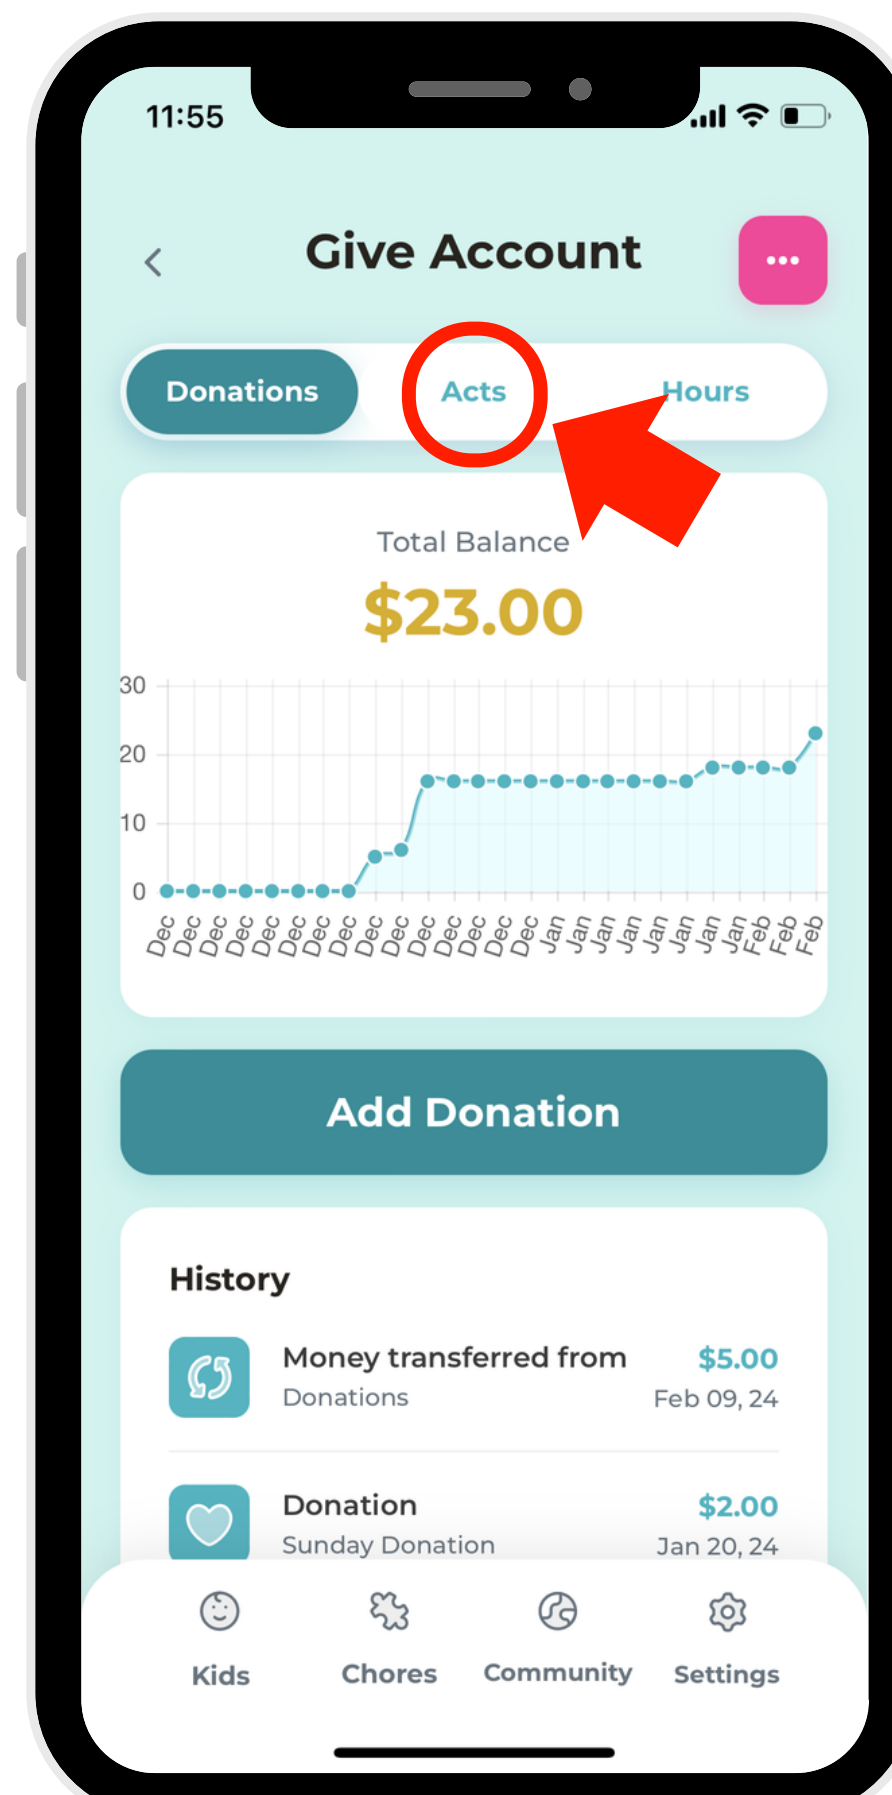 11:55
Give Account
Donations Acts Hours
Total Balance
$23.00
30
20
10
0
Dec Dec Dec Dec Dec Dec Dec Dec Dec Dec Dec Dec Dec Dec Dec Jan Jan Jan Jan Jan Jan Jan Jan Feb Feb Feb
Add Donation
History
Money transferred from $5.00
Donations Feb 09, 24
Donation $2.00
Sunday Donation Jan 20, 24
Kids Chores Community Settings